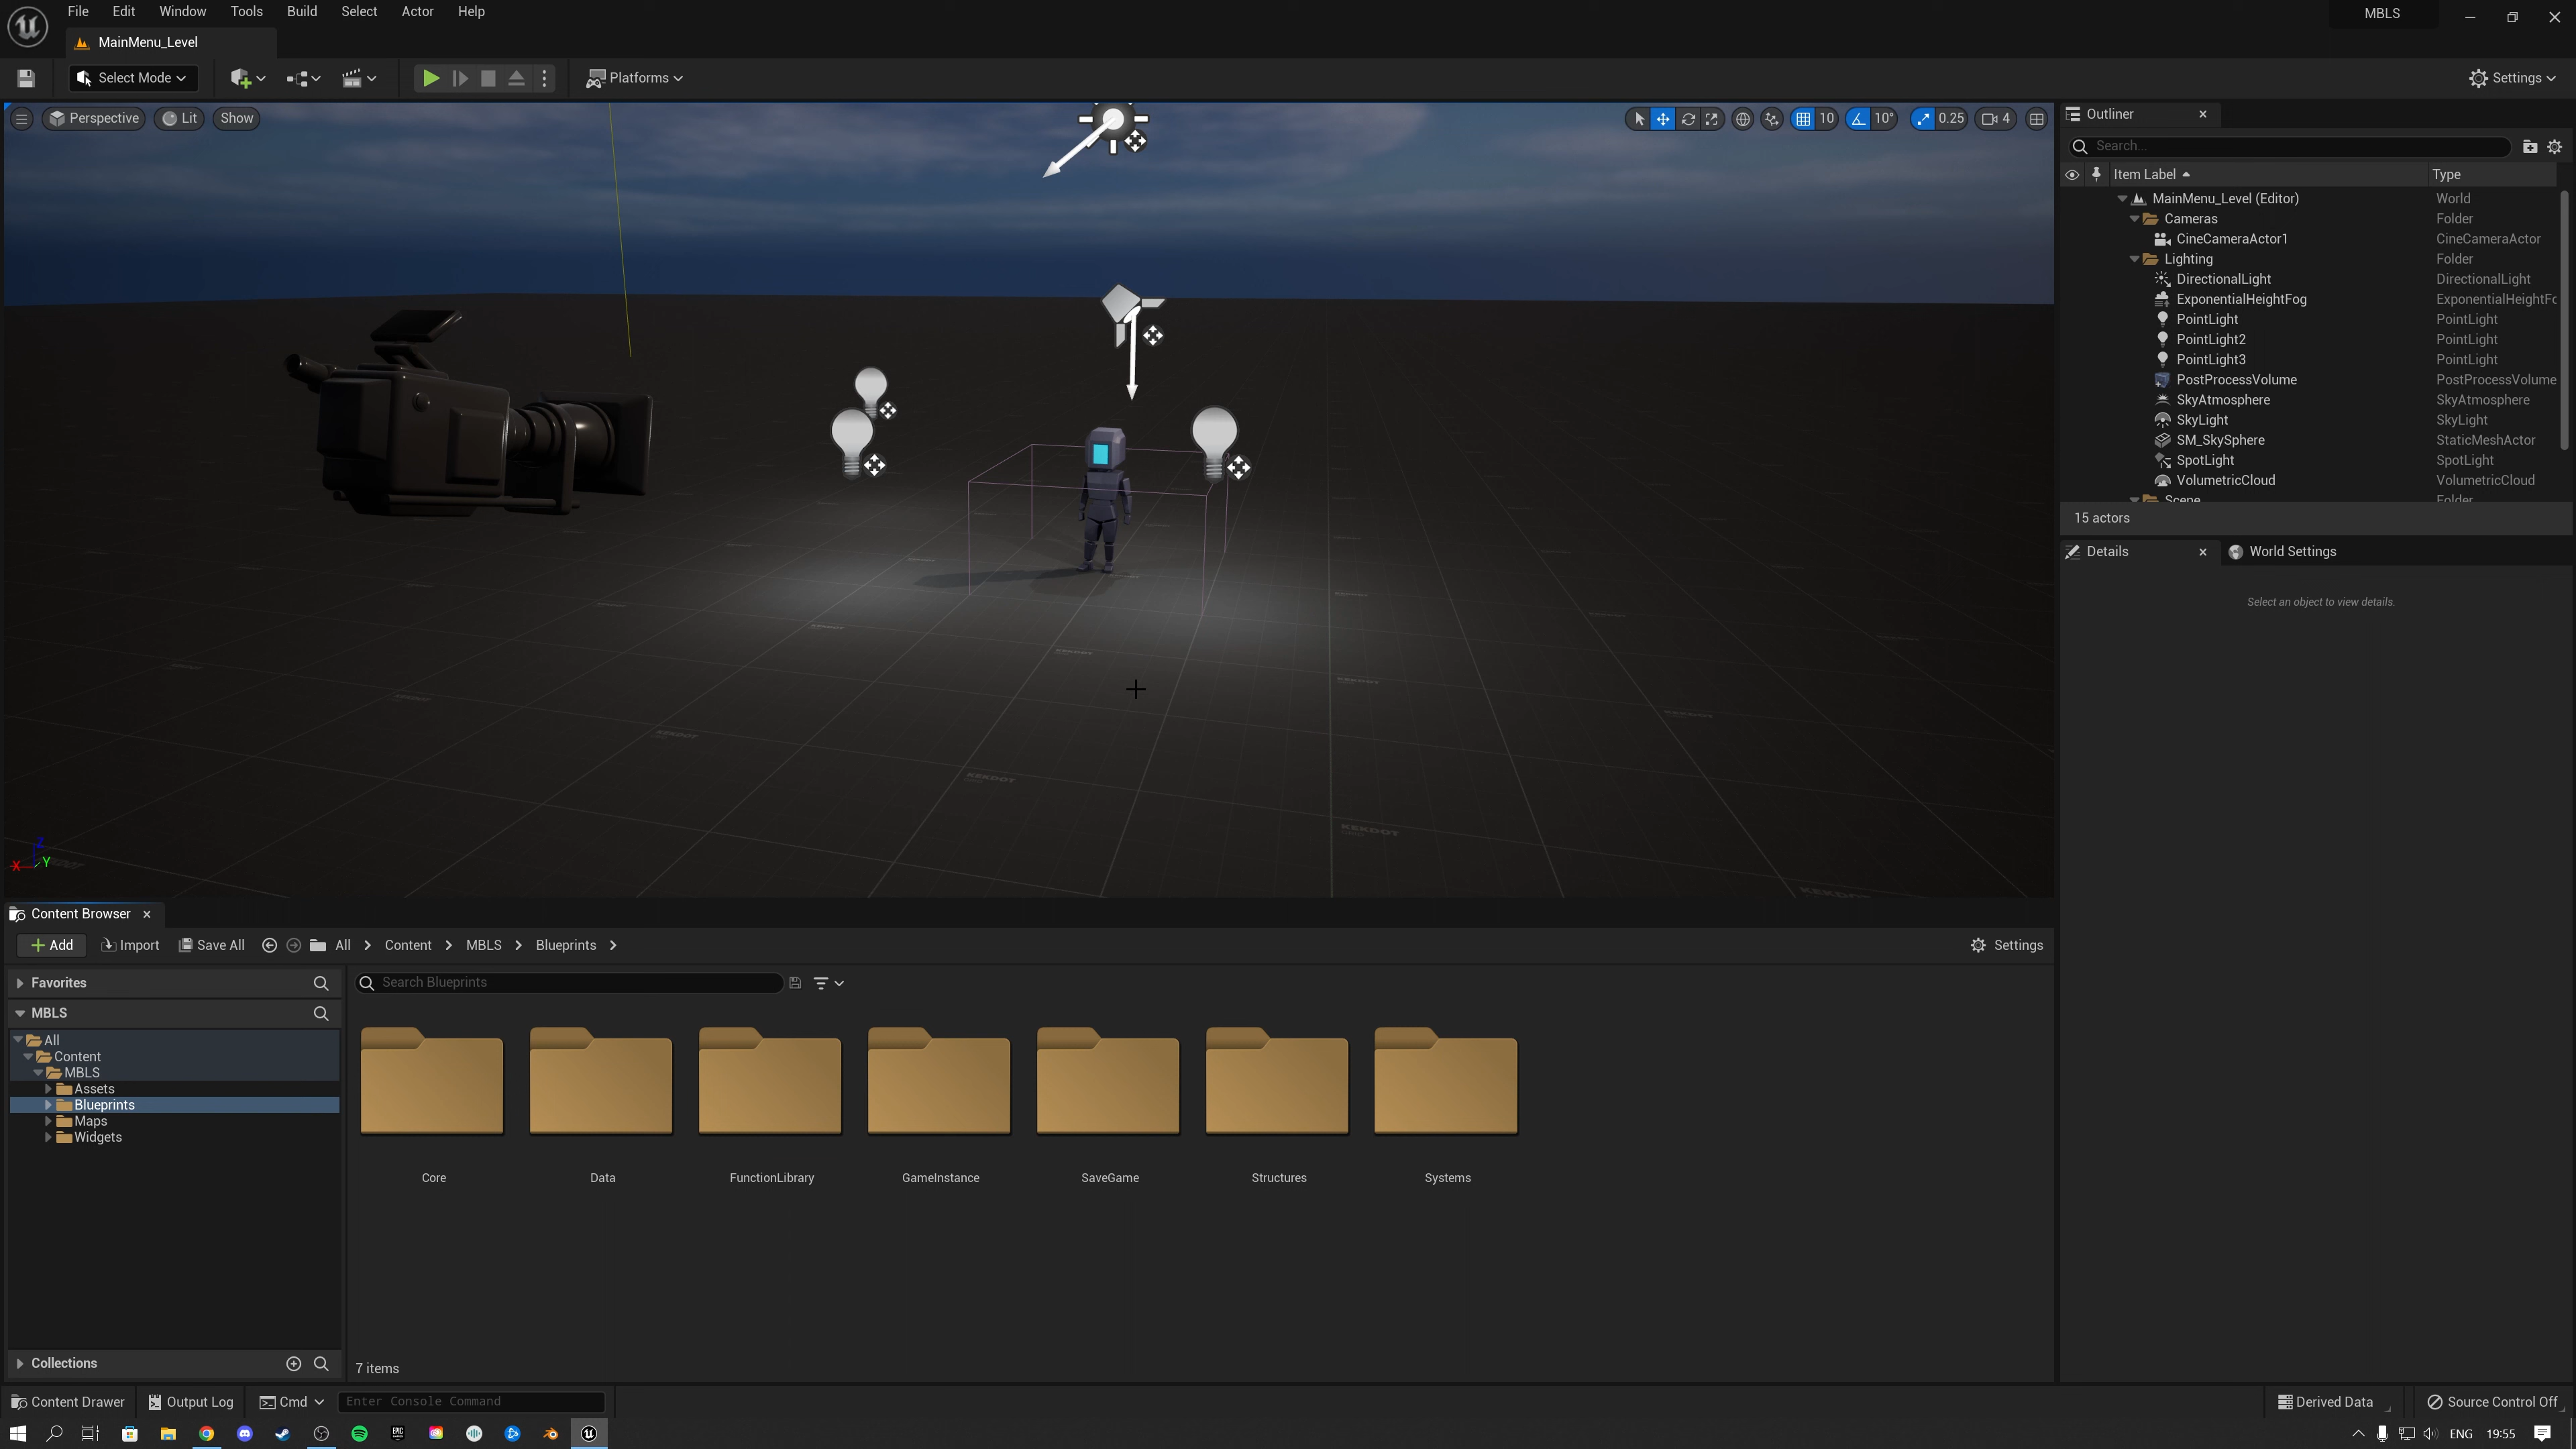 File Edit Window Tools Build Select Actor Help
MBLS
MainMenu_Level
Select Mode
Platforms
Settings
Perspective Lit Show
10 10° 0.25 4
Outliner
Search...
Item Label Type
MainMenu_Level (Editor) World
Cameras Folder
CineCameraActor1 CineCameraActor
Lighting Folder
DirectionalLight DirectionalLight
ExponentialHeightFog ExponentialHeightFc
PointLight PointLight
PointLight2 PointLight
PointLight3 PointLight
PostProcessVolume PostProcessVolume
SkyAtmosphere SkyAtmosphere
SkyLight SkyLight
SM_SkySphere StaticMeshActor
SpotLight SpotLight
VolumetricCloud VolumetricCloud
Scene Folder
15 actors
Details World Settings
Select an object to view details.
KEKDOT
KEKDOT
X Y
Content Browser
Add Import Save All All Content MBLS Blueprints Settings
Favorites
Search Blueprints
MBLS
All
Content
MBLS
Assets
Blueprints
Maps
Widgets
Core Data FunctionLibrary GameInstance SaveGame Structures Systems
Collections
7 items
Content Drawer Output Log Cmd Enter Console Command Derived Data Source Control Off
EPIC
ENG 19:55